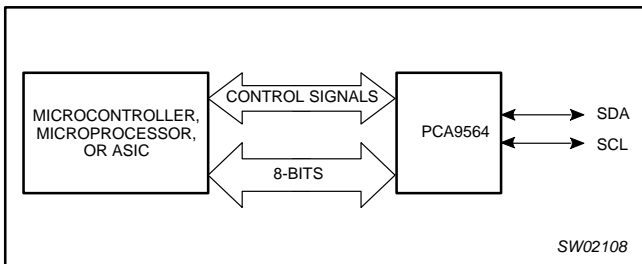 MICROCONTROLLER,
MICROPROCESSOR,
OR ASIC
CONTROL SIGNALS
8-BITS
PCA9564
SDA
SCL
SW02108